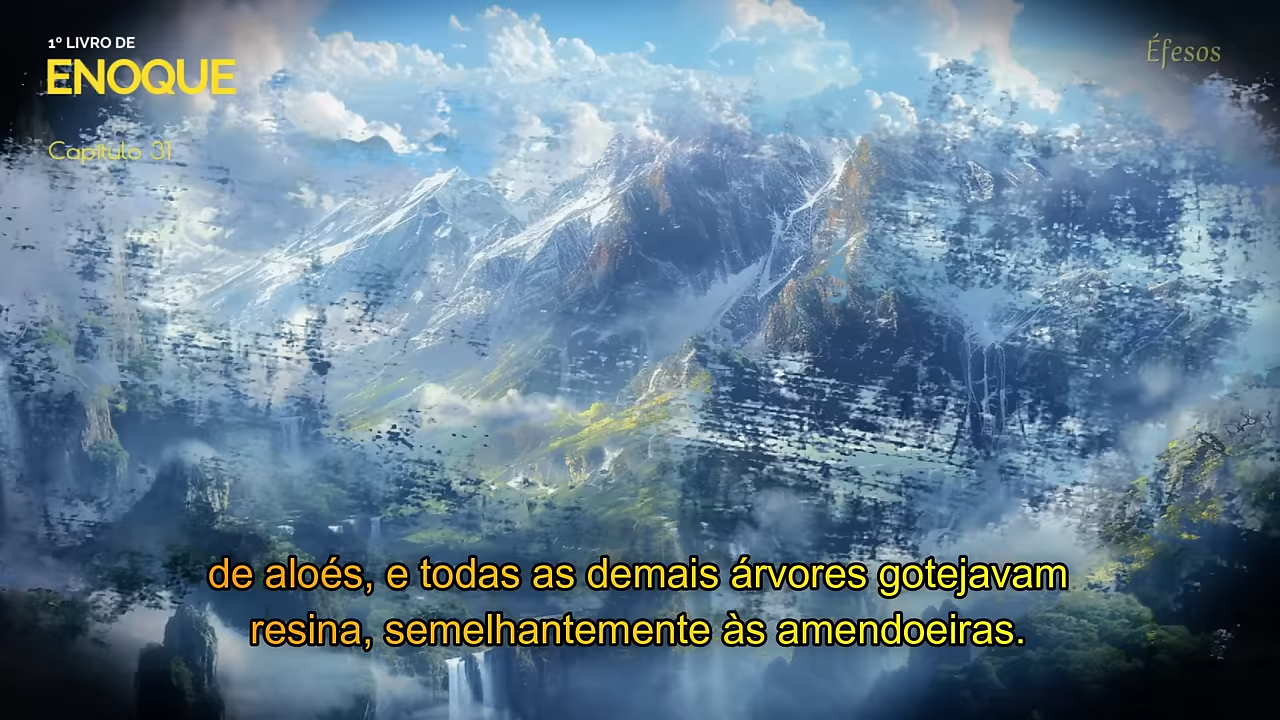 1º LIVRO DE
ENOQUE
Éfesos
Capítulo 31
de aloés, e todas as demais árvores gotejavam
resina, semelhantemente às amendoeiras.